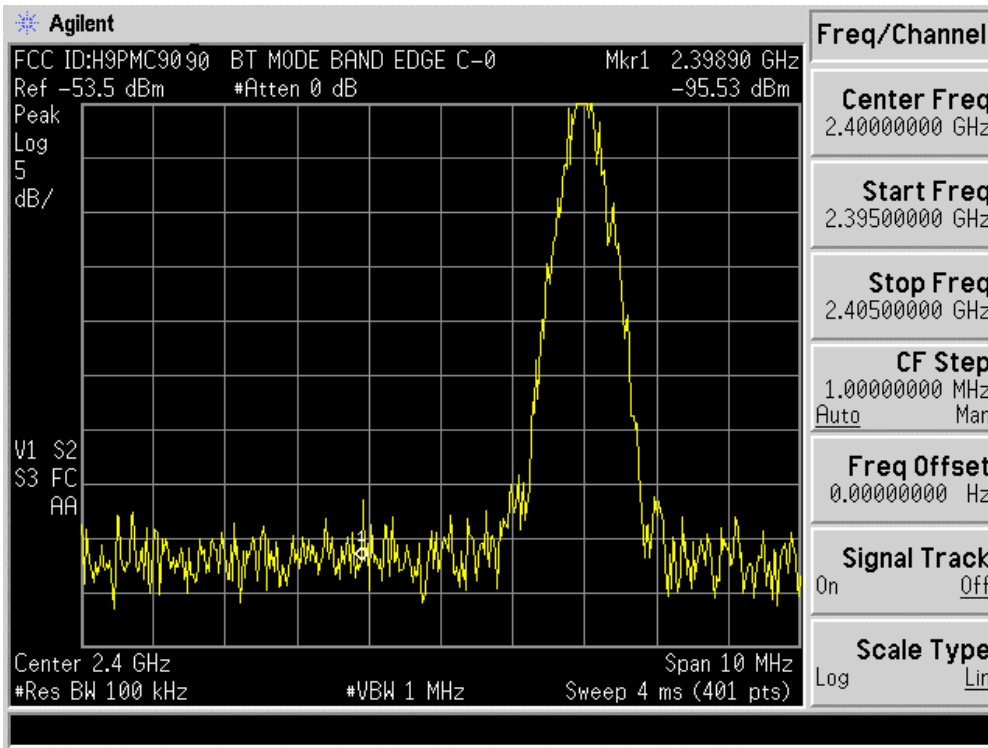 Agilent
FCC ID:H9PMC9090 BT MODE BAND EDGE C-0 Mkr1 2.39890 GHz
Ref -53.5 dBm #Atten 0 dB -95.53 dBm
Peak
Log
5
dB/
V1 S2
S3 FC
AA
1
Center 2.4 GHz Span 10 MHz
#Res BW 100 kHz #VBW 1 MHz Sweep 4 ms (401 pts)
Freq/Channel
Center Freq
2.40000000 GHz
Start Freq
2.39500000 GHz
Stop Freq
2.40500000 GHz
CF Step
1.00000000 MHz
Auto Man
Freq Offset
0.00000000 Hz
Signal Track
On Off
Scale Type
Log Lin